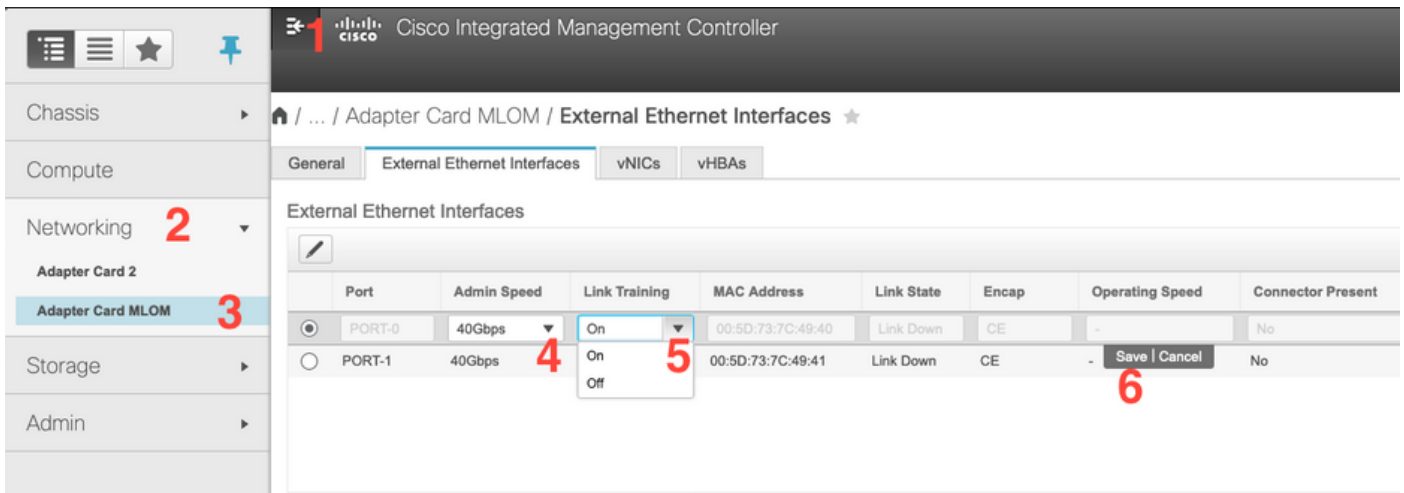 1 cisco Cisco Integrated Management Controller
Chassis
/ ... / Adapter Card MLOM / External Ethernet Interfaces
Compute
General External Ethernet Interfaces vNICs vHBAs
Networking 2
External Ethernet Interfaces
Adapter Card 2
Adapter Card MLOM 3
Port Admin Speed Link Training MAC Address Link State Encap Operating Speed Connector Present
PORT-0 40Gbps On 00:5D:73:7C:49:40 Link Down CE - No
4 5
PORT-1 40Gbps On 00:5D:73:7C:49:41 Link Down CE - Save | Cancel No
Off
6
Storage
Admin